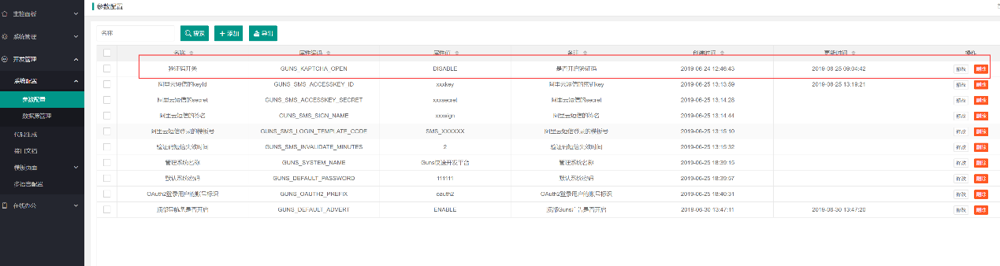 参数配置
主控面板
系统管理
开发管理
系统配置
参数配置
数据源管理
代码生成
接口文档
模板页面
多语言配置
在线办公
名称 搜索 添加 导出
名称 属性编码 属性值 备注 创建时间 更新时间 操作
验证码开关 GUNS_KAPTCHA_OPEN DISABLE 是否开启验证码 2019-06-24 12:46:43 2019-06-25 09:04:42 修改 删除
阿里云短信的keyId GUNS_SMS_ACCESSKEY_ID xxxkey 阿里云短信的密钥key 2019-06-25 13:13:59 2019-06-25 13:19:21 修改 删除
阿里云短信的secret GUNS_SMS_ACCESSKEY_SECRET xxxsecret 阿里云短信的secret 2019-06-25 13:14:28 修改 删除
阿里云短信的签名 GUNS_SMS_SIGN_NAME xxxsign 阿里云短信的签名 2019-06-25 13:14:44 修改 删除
阿里云短信登录的模板号 GUNS_SMS_LOGIN_TEMPLATE_CODE SMS_XXXXXX 阿里云短信登录的模板号 2019-06-25 13:15:10 修改 删除
验证码短信失效时间 GUNS_SMS_INVALIDATE_MINUTES 2 验证码短信失效时间 2019-06-25 13:15:32 修改 删除
管理系统名称 GUNS_SYSTEM_NAME Guns快速开发平台 管理系统名称 2019-06-25 18:39:15 修改 删除
默认系统密码 GUNS_DEFAULT_PASSWORD 111111 默认系统密码 2019-06-25 18:39:57 修改 删除
OAuth2登录用户的账号标识 GUNS_OAUTH2_PREFIX oauth2 OAuth2登录用户的账号标识 2019-06-25 18:40:31 修改 删除
顶部导航条是否开启 GUNS_DEFAULT_ADVERT ENABLE 顶部Guns广告是否开启 2019-06-30 13:47:11 2019-06-30 13:47:20 修改 删除